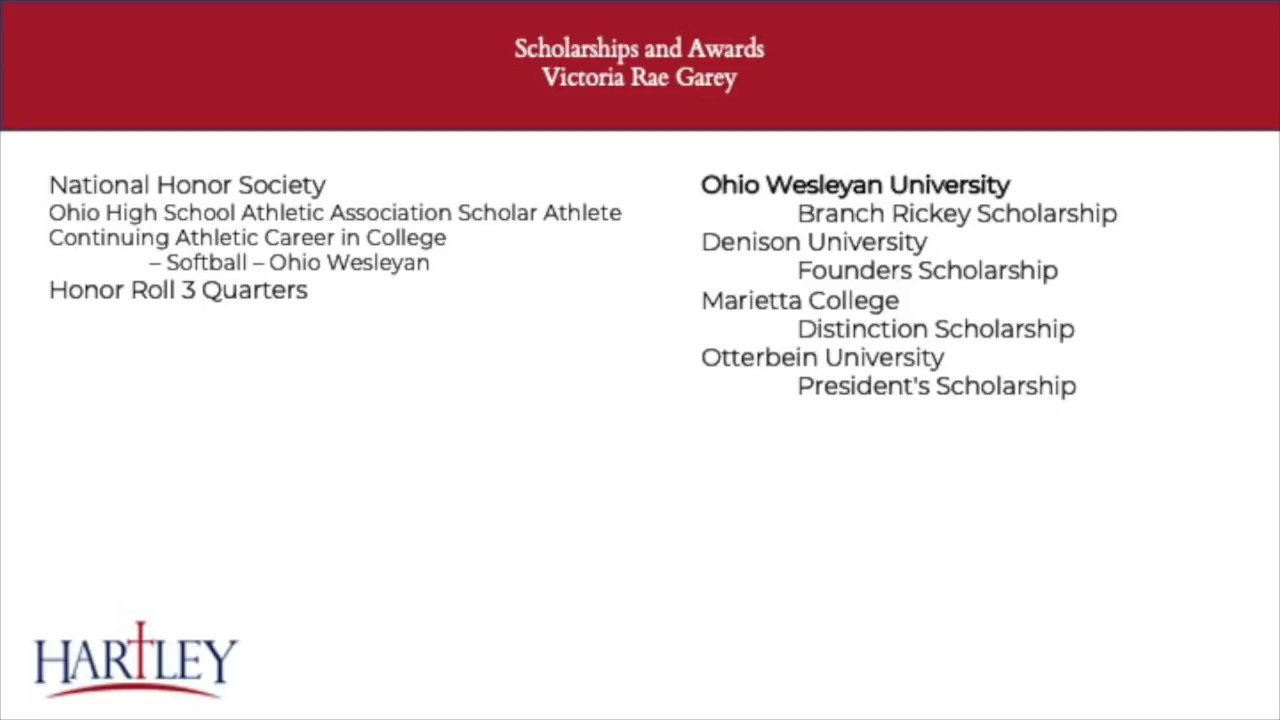 Scholarships and Awards
Victoria Rae Garey
National Honor Society
Ohio High School Athletic Association Scholar Athlete
Continuing Athletic Career in College
– Softball – Ohio Wesleyan
Honor Roll 3 Quarters
Ohio Wesleyan University
Branch Rickey Scholarship
Denison University
Founders Scholarship
Marietta College
Distinction Scholarship
Otterbein University
President's Scholarship
HARTLEY